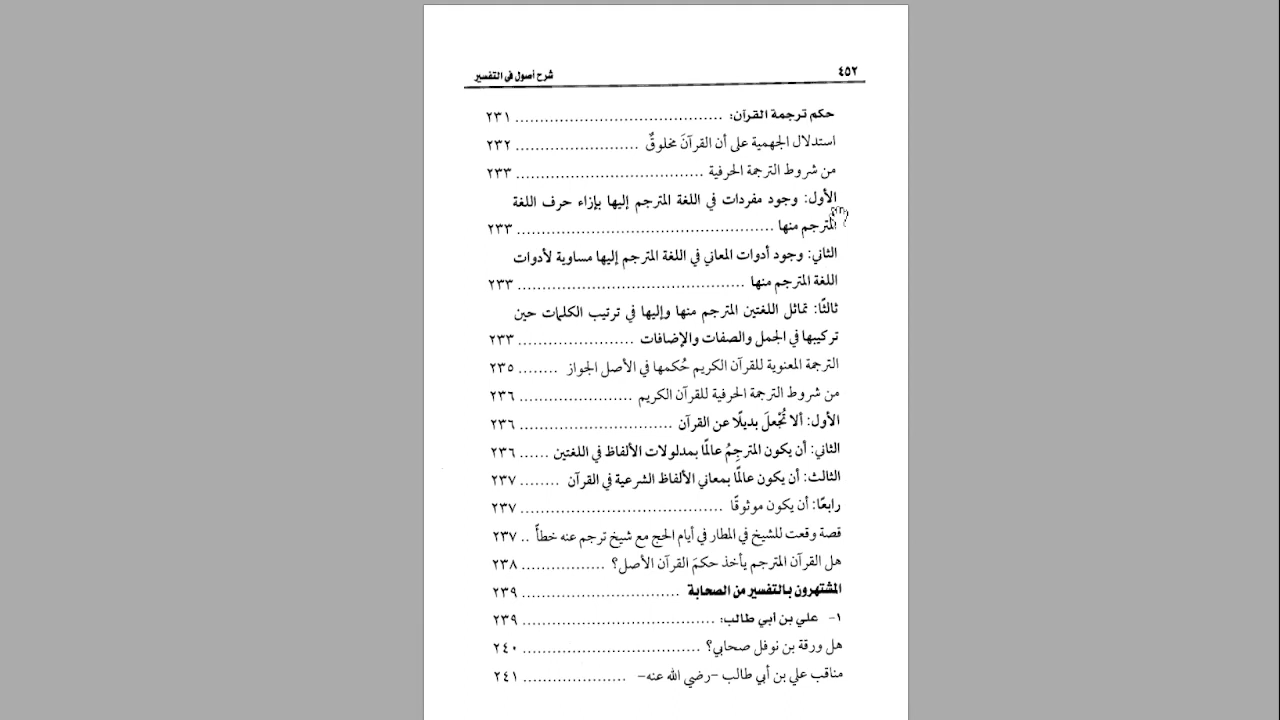 ٤٥٢ شرح أصول في التفسير
حكم ترجمة القرآن: .......................................... ٢٣١
استدلال الجهمية على أن القرآنَ مخلوقٌ ......................... ٢٣٢
من شروط الترجمة الحرفية ...................................... ٢٣٣
الأول: وجود مفردات في اللغة المترجم إليها بإزاء حرف اللغة
المترجم منها .................................................... ٢٣٣
الثاني: وجود أدوات المعاني في اللغة المترجم إليها مساوية لأدوات
اللغة المترجم منها .............................................. ٢٣٣
ثالثًا: تماثل اللغتين المترجم منها وإليها في ترتيب الكلمات حين
تركيبها في الجمل والصفات والإضافات ....................... ٢٣٣
الترجمة المعنوية للقرآن الكريم حُكمها في الأصل الجواز ........ ٢٣٥
من شروط الترجمة الحرفية للقرآن الكريم ....................... ٢٣٦
الأول: ألا تُجْعلَ بديلًا عن القرآن .............................. ٢٣٦
الثاني: أن يكون المترجِمُ عالمًا بمدلولات الألفاظ في اللغتين ...... ٢٣٦
الثالث: أن يكون عالمًا بمعاني الألفاظ الشرعية في القرآن ........ ٢٣٧
رابعًا: أن يكون موثوقًا ......................................... ٢٣٧
قصة وقعت للشيخ في المطار في أيام الحج مع شيخ ترجم عنه خطأً .. ٢٣٧
هل القرآن المترجم يأخذ حكمَ القرآن الأصل؟ ................. ٢٣٨
المشتهرون بالتفسير من الصحابة ................................ ٢٣٩
١- علي بن أبي طالب: ....................................... ٢٣٩
هل ورقة بن نوفل صحابي؟ .................................... ٢٤٠
مناقب علي بن أبي طالب -رضي الله عنه- ..................... ٢٤١